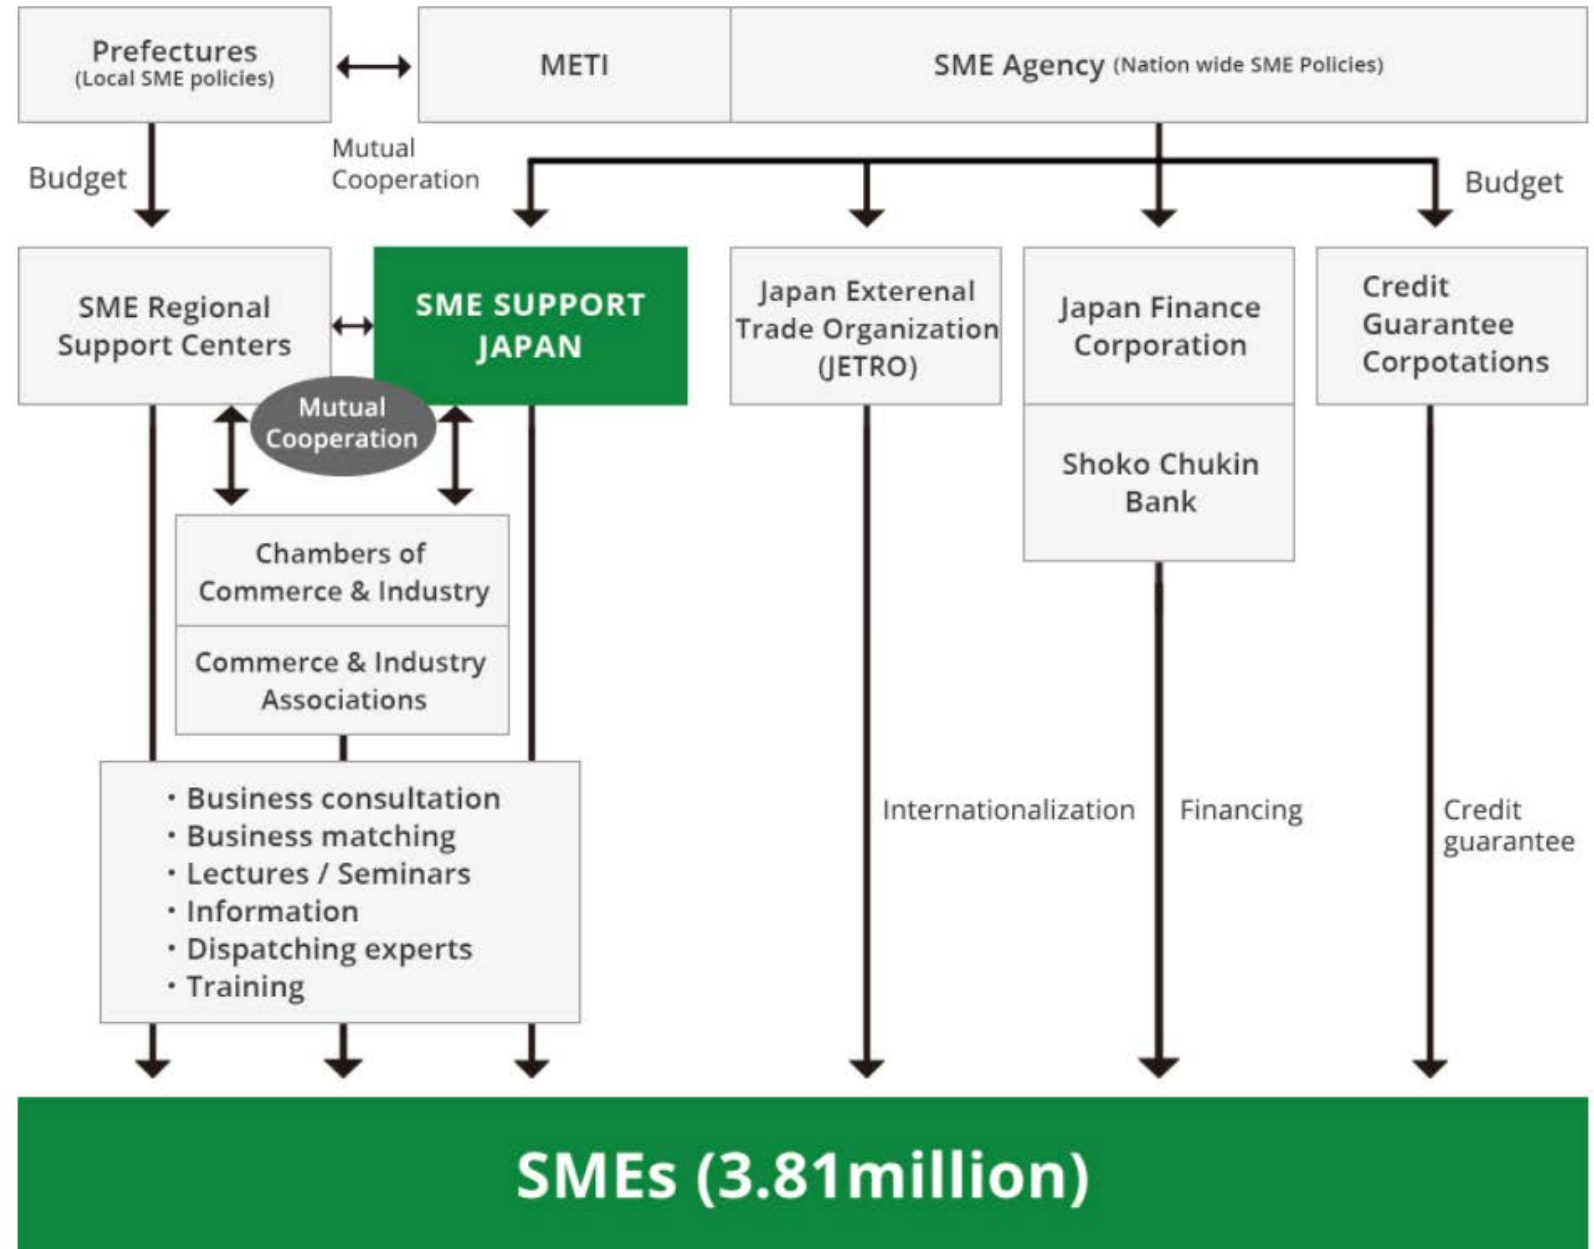 Prefectures
(Local SME policies)
METI
SME Agency (Nation wide SME Policies)
Mutual
Cooperation
Budget
Budget
SME Regional
Support Centers
SME SUPPORT
JAPAN
Japan Exterenal
Trade Organization
(JETRO)
Japan Finance
Corporation
Credit
Guarantee
Corpotations
Mutual
Cooperation
Shoko Chukin
Bank
Chambers of
Commerce & Industry
Commerce & Industry
Associations
・Business consultation
・Business matching
・Lectures / Seminars
・Information
・Dispatching experts
・Training
Internationalization
Financing
Credit
guarantee
SMEs (3.81million)